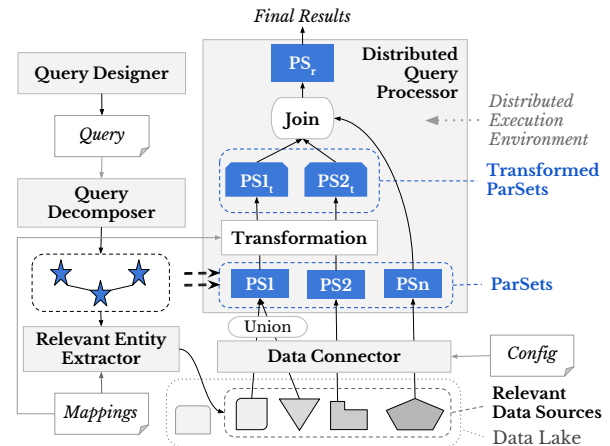 Final Results
PSr
Distributed
Query
Processor
Query Designer
Join
Distributed
Execution
Environment
Query
PS1t
PS2t
Transformed
ParSets
Query
Decomposer
Transformation
PS1
PS2
PSn
ParSets
Union
Relevant Entity
Extractor
Data Connector
Config
Mappings
Relevant
Data Sources
Data Lake